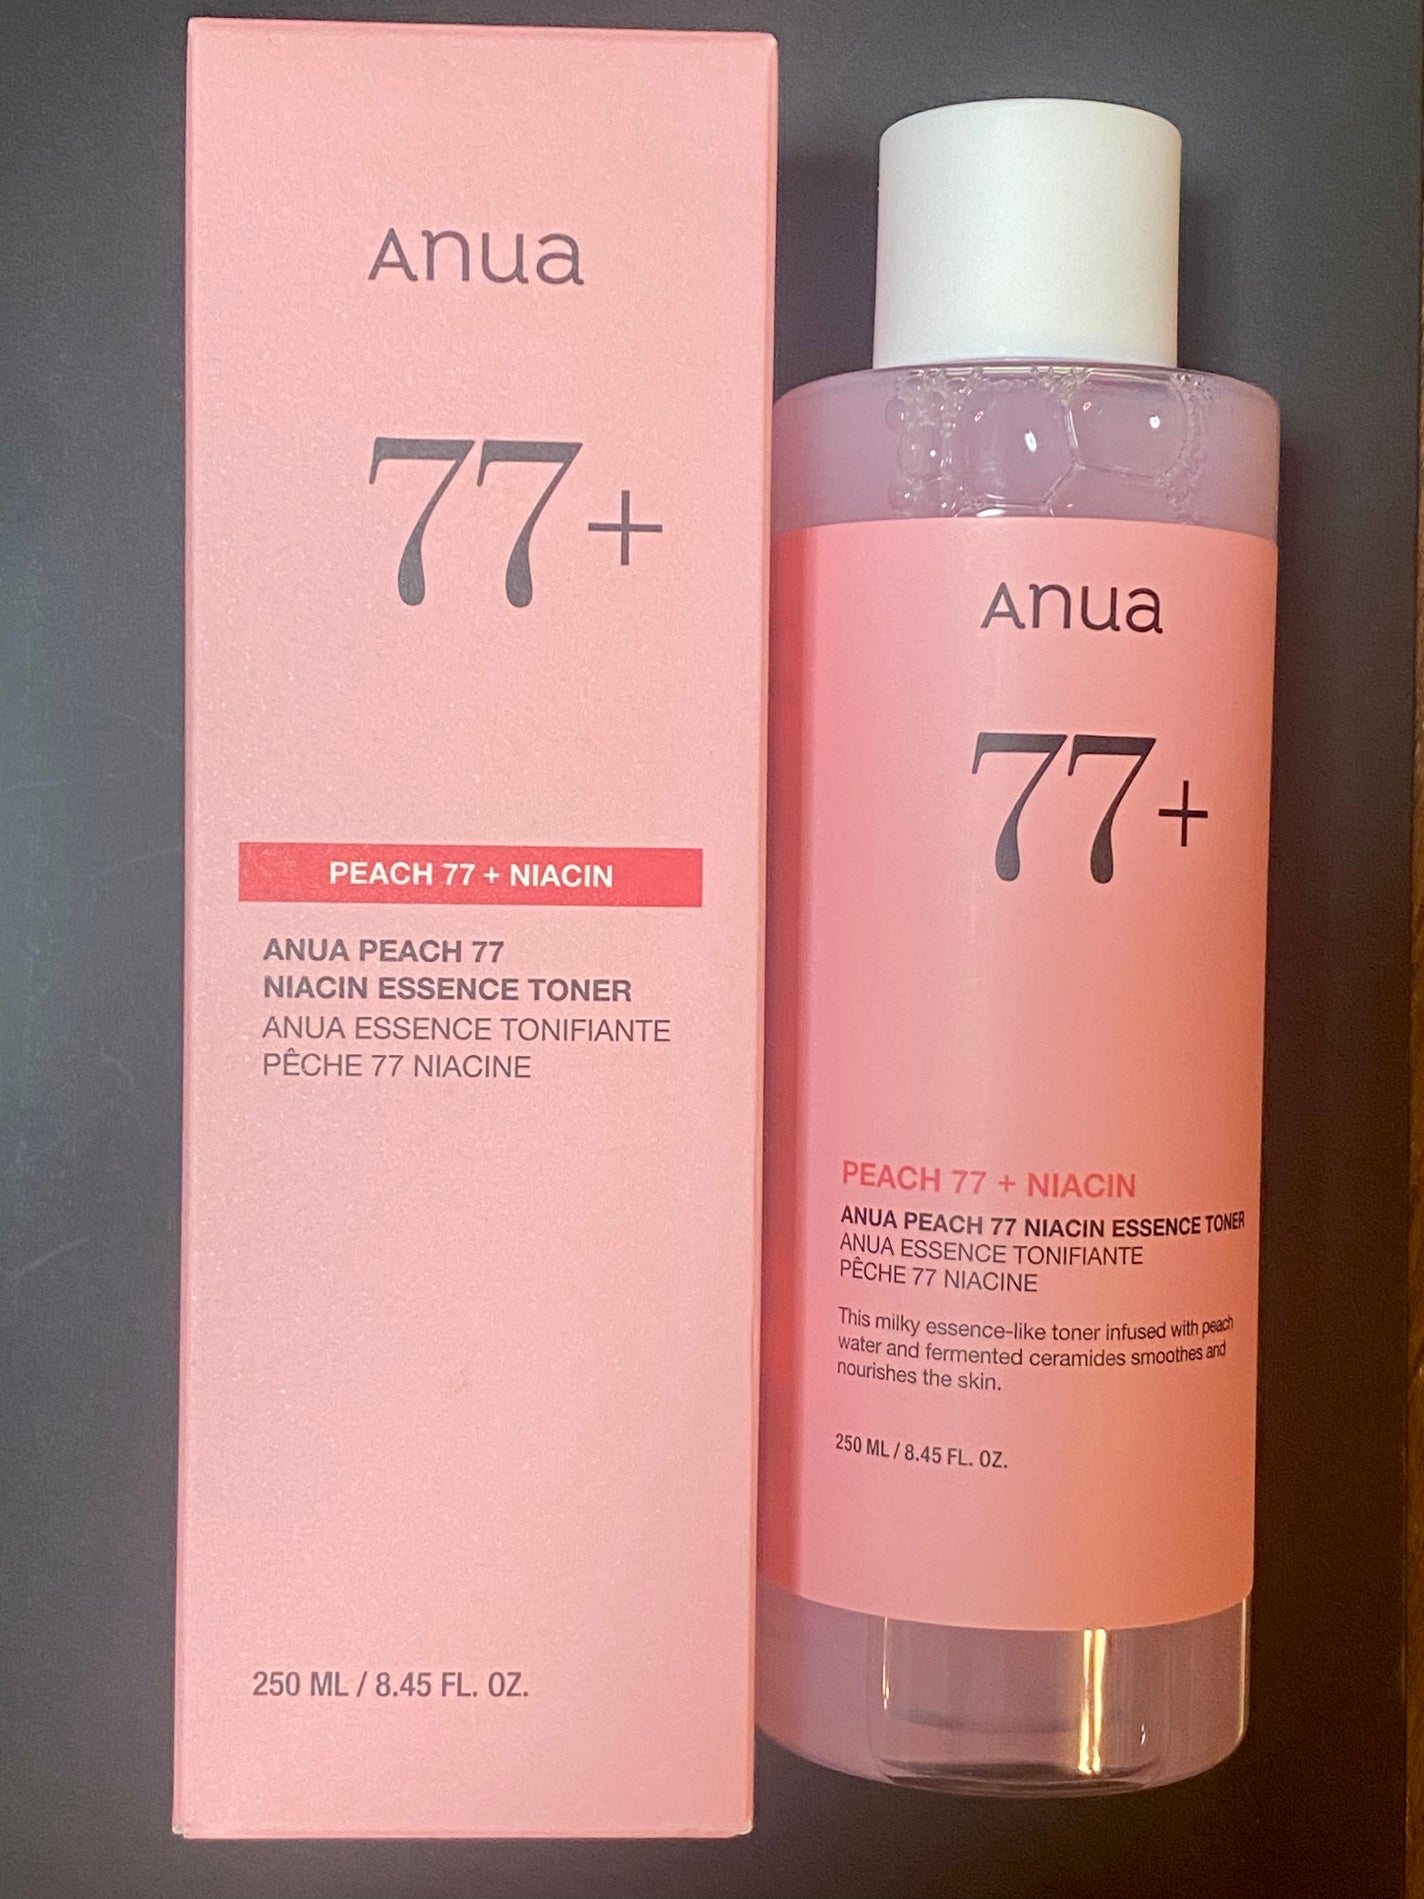 Anua
77+
PEACH 77 + NIACIN
ANUA PEACH 77
NIACIN ESSENCE TONER
ANUA ESSENCE TONIFIANTE
PÊCHE 77 NIACINE
250 ML / 8.45 FL. OZ.
Anua
77+
PEACH 77 + NIACIN
ANUA PEACH 77 NIACIN ESSENCE TONER
ANUA ESSENCE TONIFIANTE
PÊCHE 77 NIACINE
This milky essence-like toner infused with peach
water and fermented ceramides smoothes and
nourishes the skin.
250 ML / 8.45 FL. OZ.